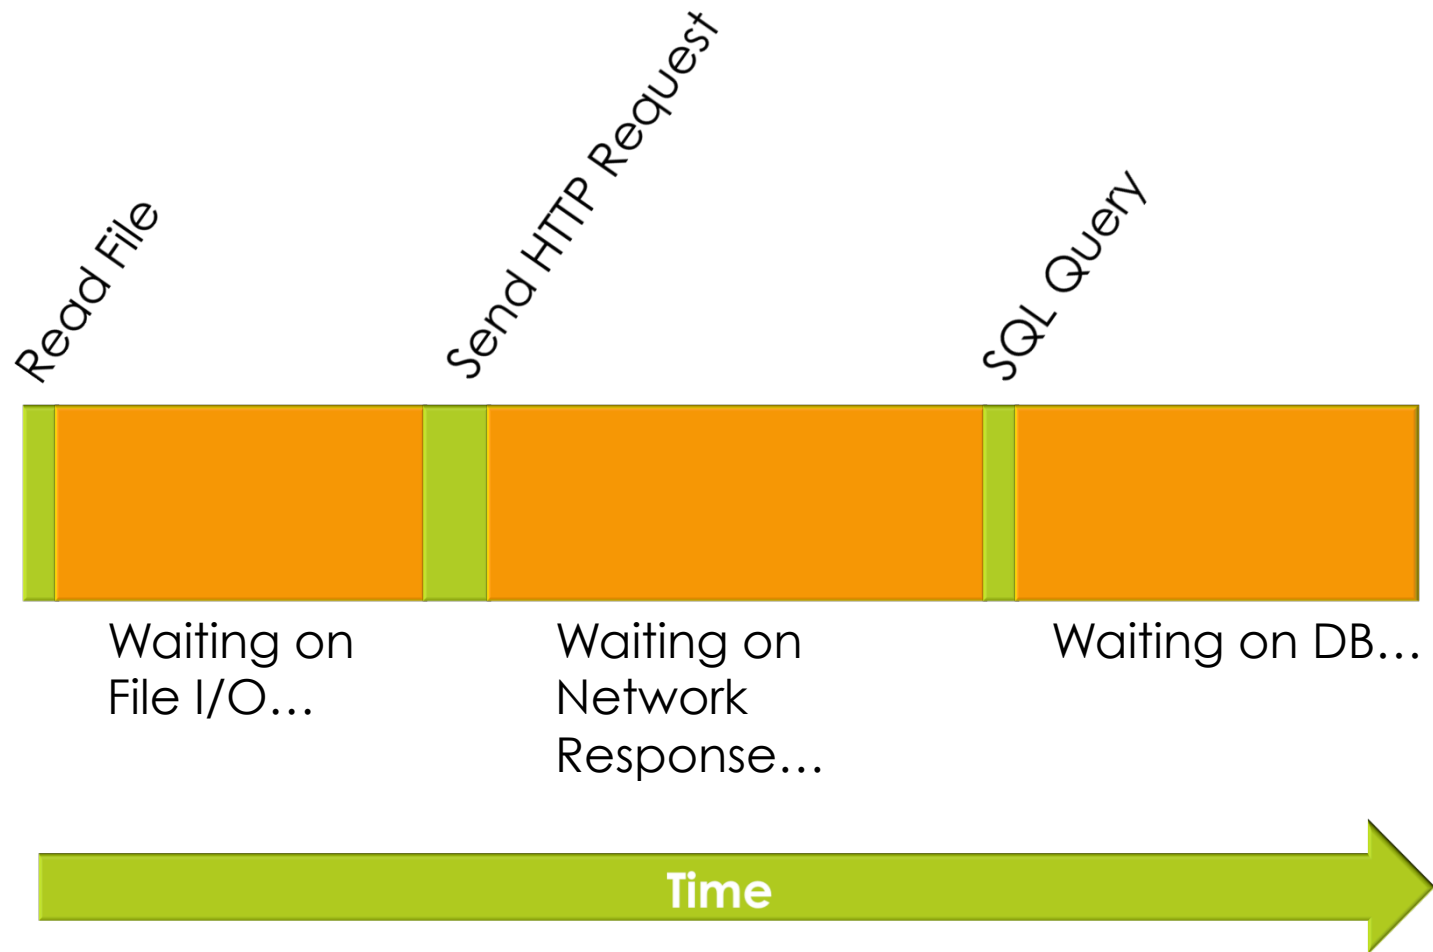 Read File
Send HTTP Request
SQL Query
Waiting on
File I/O...
Waiting on
Network
Response...
Waiting on DB...
Time